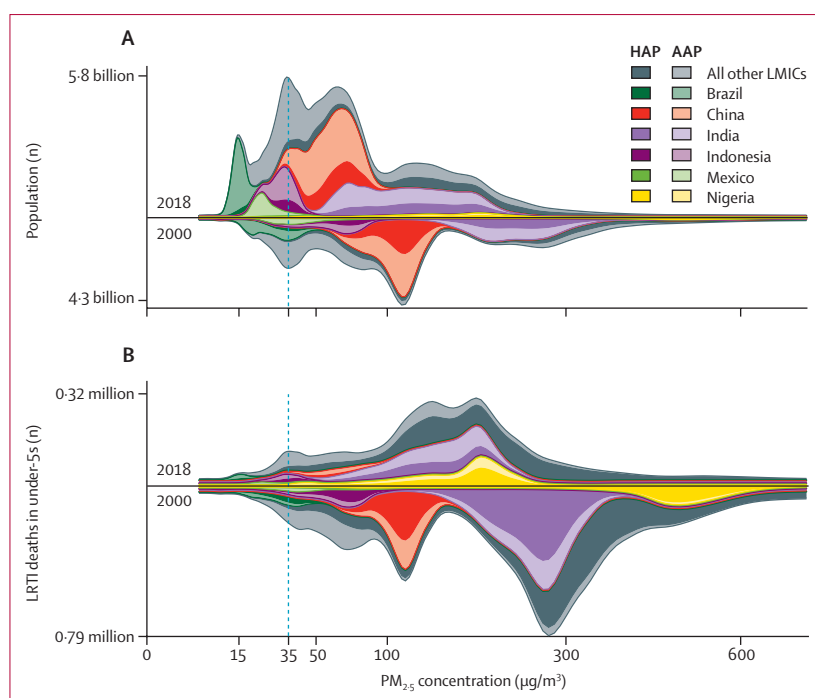 A
HAP AAP
5·8 billion
All other LMICs
Brazil
China
India
Indonesia
Mexico
Nigeria
Population (n)
2018
2000
4·3 billion
B
0·32 million
LRTI deaths in under-5s (n)
2018
2000
0·79 million
0 15 35 50 100 300 600
PM2·5 concentration (µg/m³)